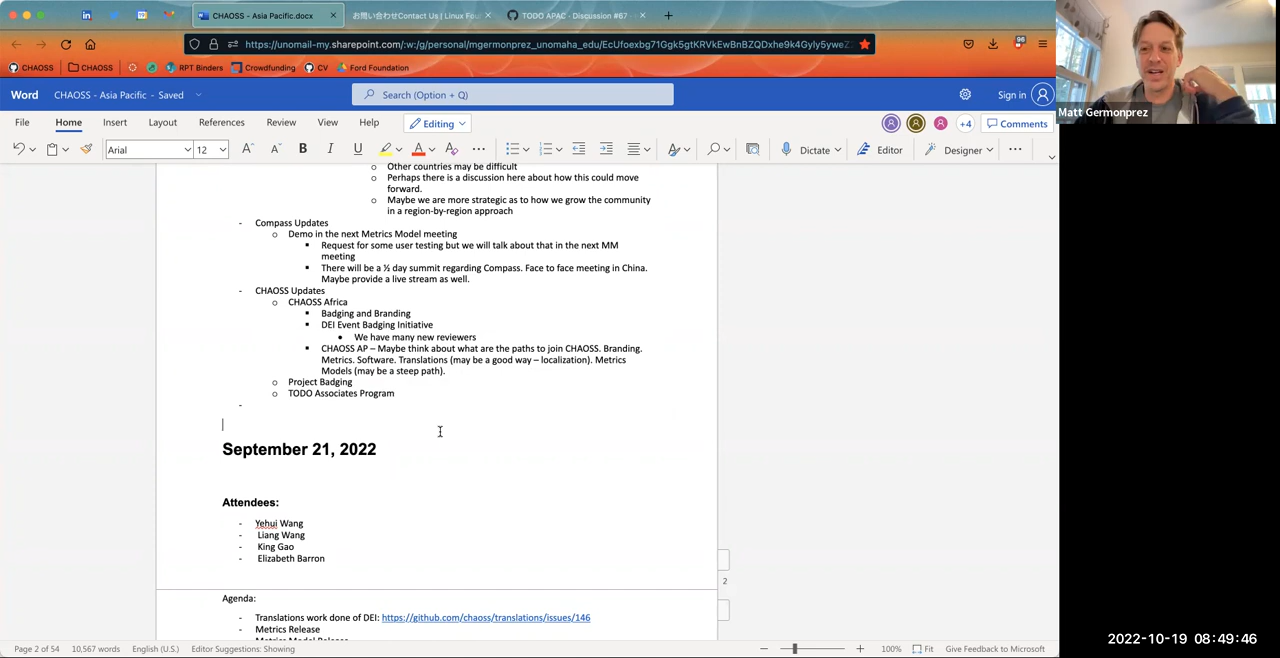 CHAOSS - Asia Pacific.docx
お問い合わせContact Us | Linux Fou
TODO APAC · Discussion #67 ·
https://unomail-my.sharepoint.com/:w:/g/personal/mgermonprez_unomaha_edu/EcUfoexbg71Ggk5gtKRVkEwBnBZQDxhe9k4Gyly5yweZ
96
CHAOSS
CHAOSS
RPT Binders
Crowdfunding
CV
Ford Foundation
Word
CHAOSS - Asia Pacific - Saved
Search (Option + Q)
Sign in
File Home Insert Layout References Review View Help Editing
+4
Comments
Arial 12 B I U A
Dictate Editor Designer
o Other countries may be difficult
o Perhaps there is a discussion here about how this could move
forward.
o Maybe we are more strategic as to how we grow the community
in a region-by-region approach
- Compass Updates
o Demo in the next Metrics Model meeting
▪ Request for some user testing but we will talk about that in the next MM
meeting
▪ There will be a ½ day summit regarding Compass. Face to face meeting in China.
Maybe provide a live stream as well.
- CHAOSS Updates
o CHAOSS Africa
▪ Badging and Branding
▪ DEI Event Badging Initiative
• We have many new reviewers
▪ CHAOSS AP – Maybe think about what are the paths to join CHAOSS. Branding.
Metrics. Software. Translations (may be a good way – localization). Metrics
Models (may be a steep path).
o Project Badging
o TODO Associates Program
-
September 21, 2022
Attendees:
- Yehui Wang
- Liang Wang
- King Gao
- Elizabeth Barron
2
Agenda:
- Translations work done of DEI: https://github.com/chaoss/translations/issues/146
- Metrics Release
- Metrics Model Release
Page 2 of 54 10,567 words English (U.S.) Editor Suggestions: Showing
100% Fit Give Feedback to Microsoft
Matt Germonprez
2022-10-19 08:49:46